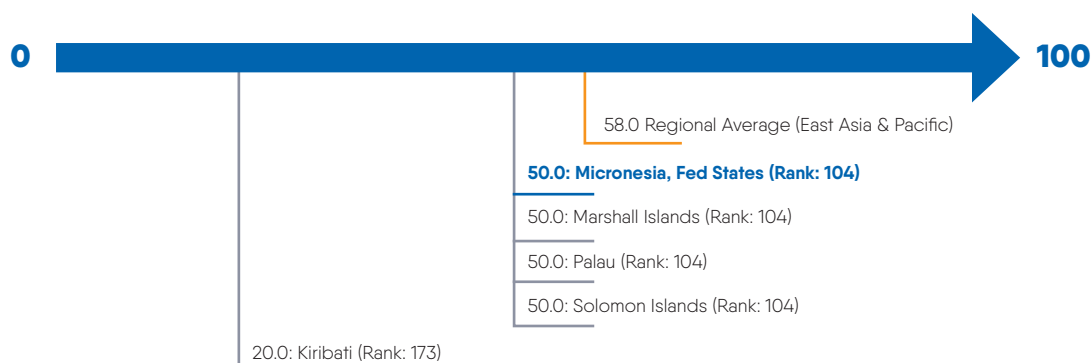 0
100
58.0 Regional Average (East Asia & Pacific)
50.0: Micronesia, Fed States (Rank: 104)
50.0: Marshall Islands (Rank: 104)
50.0: Palau (Rank: 104)
50.0: Solomon Islands (Rank: 104)
20.0: Kiribati (Rank: 173)